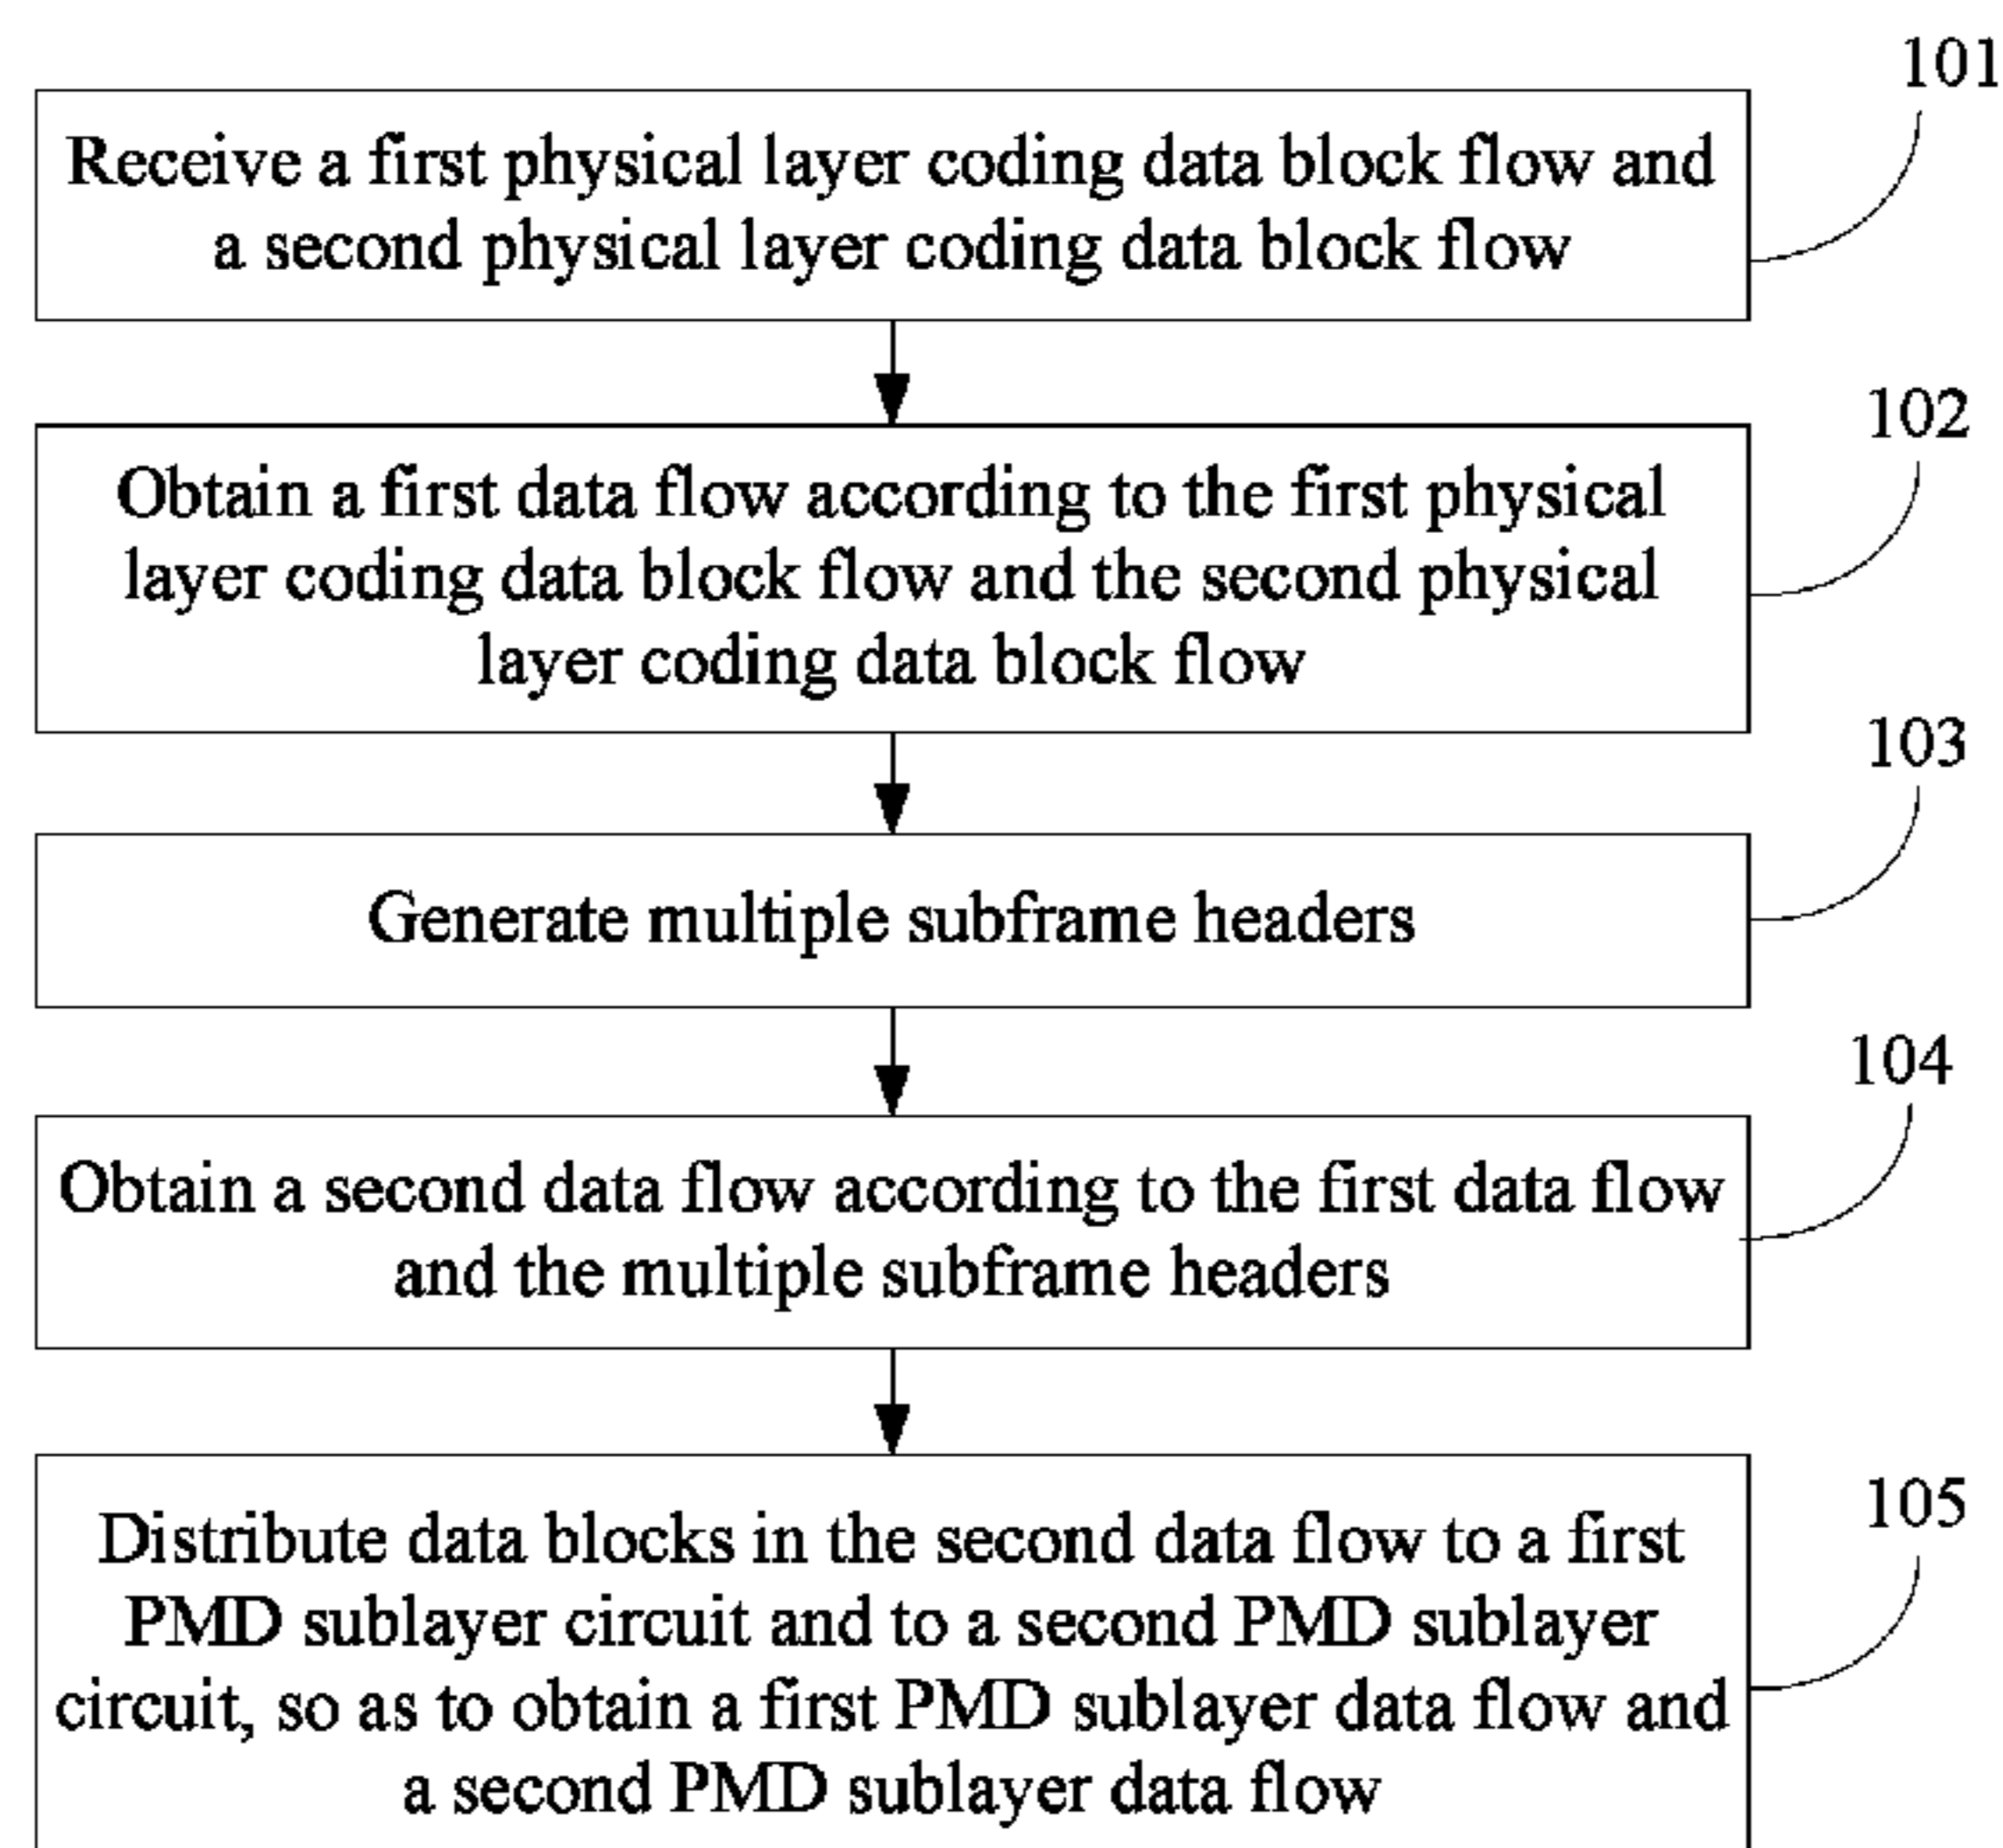 101
Receive a first physical layer coding data block flow and
a second physical layer coding data block flow
102
Obtain a first data flow according to the first physical
layer coding data block flow and the second physical
layer coding data block flow
103
Generate multiple subframe headers
104
Obtain a second data flow according to the first data flow
and the multiple subframe headers
105
Distribute data blocks in the second data flow to a first
PMD sublayer circuit and to a second PMD sublayer
circuit, so as to obtain a first PMD sublayer data flow and
a second PMD sublayer data flow